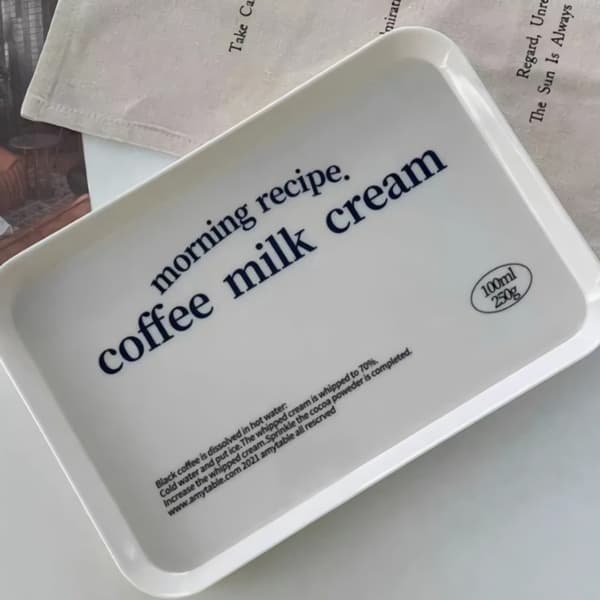 Take Ca
Regard, Unre
The Sun Is Always
morning recipe.
coffee milk cream
100ml
250g
Black coffee is dissolved in hot water:
Cold water and put ice.The whipped cream is whipped to 70%.
Increase the whipped cream.Sprinkle the cocoa poweder is completed.
www.amytable.com 2021 amytable all rescrved